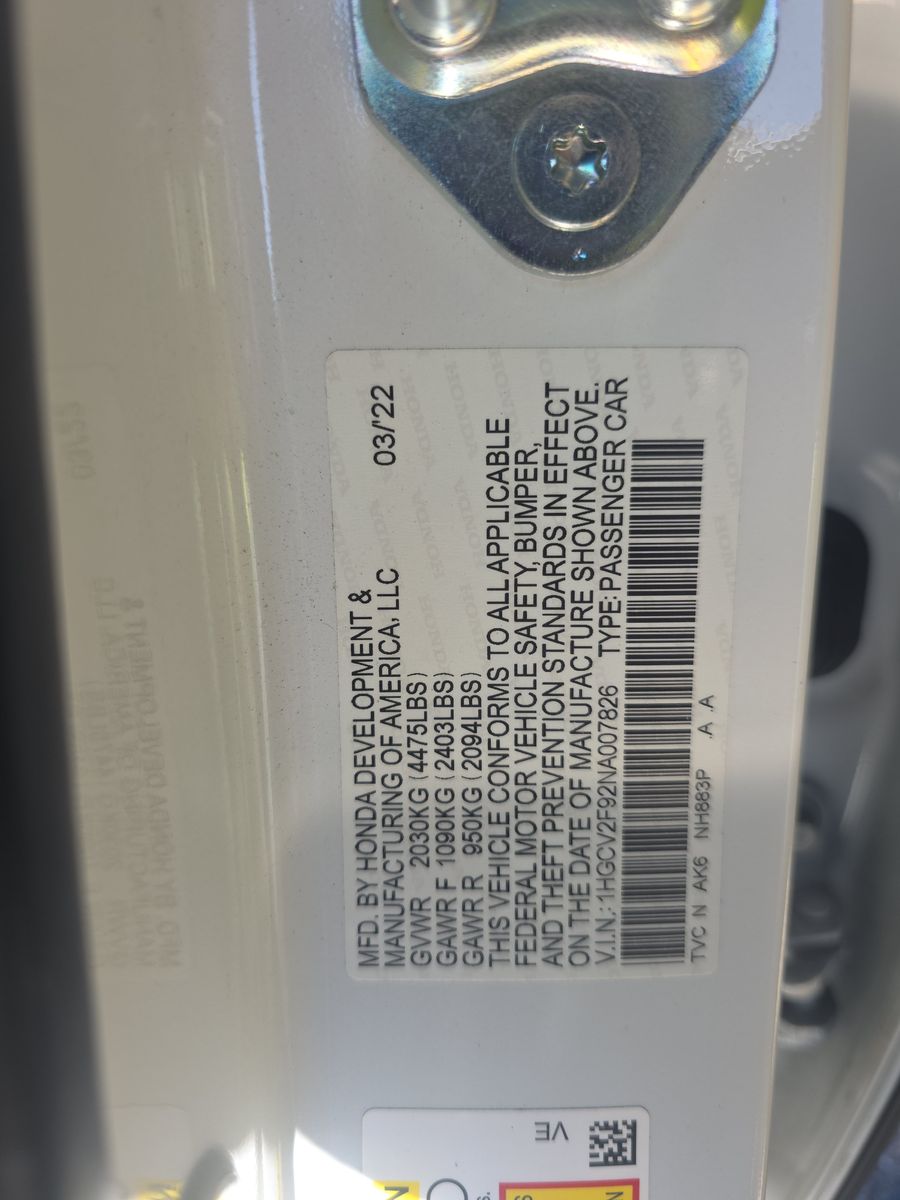 MFD. BY HONDA DEVELOPMENT &
MANUFACTURING OF AMERICA, LLC 03/'22
GVWR 2030KG (4475LBS)
GAWR F 1090KG (2403LBS)
GAWR R 950KG (2094LBS)
THIS VEHICLE CONFORMS TO ALL APPLICABLE
FEDERAL MOTOR VEHICLE SAFETY, BUMPER,
AND THEFT PREVENTION STANDARDS IN EFFECT
ON THE DATE OF MANUFACTURE SHOWN ABOVE.
V.I.N.: 1HGCV2F92NA007826 TYPE: PASSENGER CAR
TVC N AK6 NH883P .A A
VE